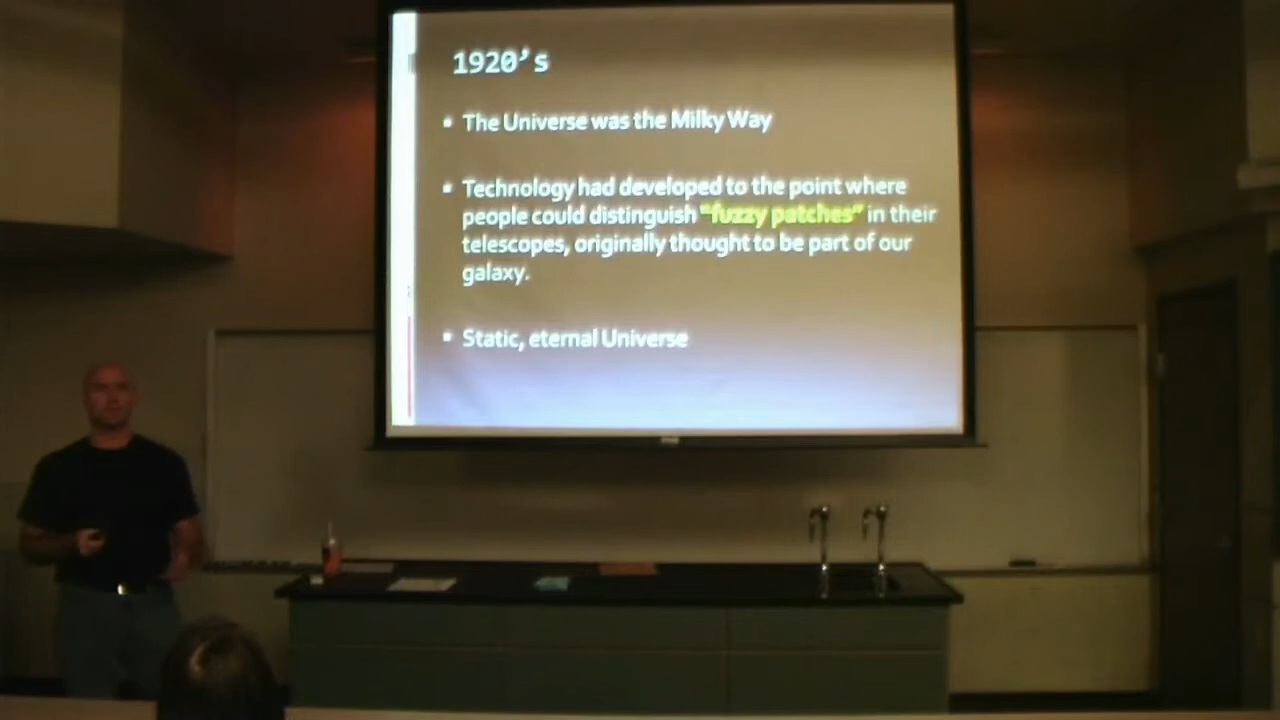 1920's
▪ The Universe was the Milky Way
▪ Technology had developed to the point where
people could distinguish "fuzzy patches" in their
telescopes, originally thought to be part of our
galaxy.
▪ Static, eternal Universe